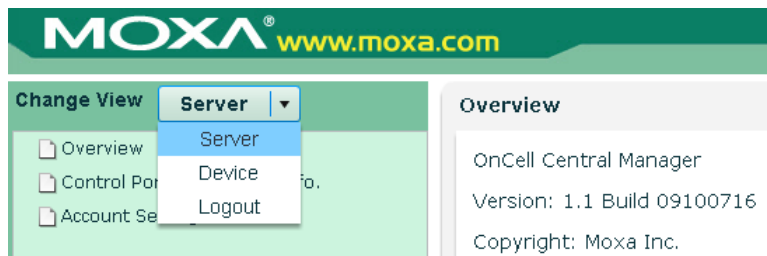 MOXA® www.moxa.com
Change View Server
Server
Device
Logout
Overview
Control Por fo.
Account Se
Overview
OnCell Central Manager
Version: 1.1 Build 09100716
Copyright: Moxa Inc.